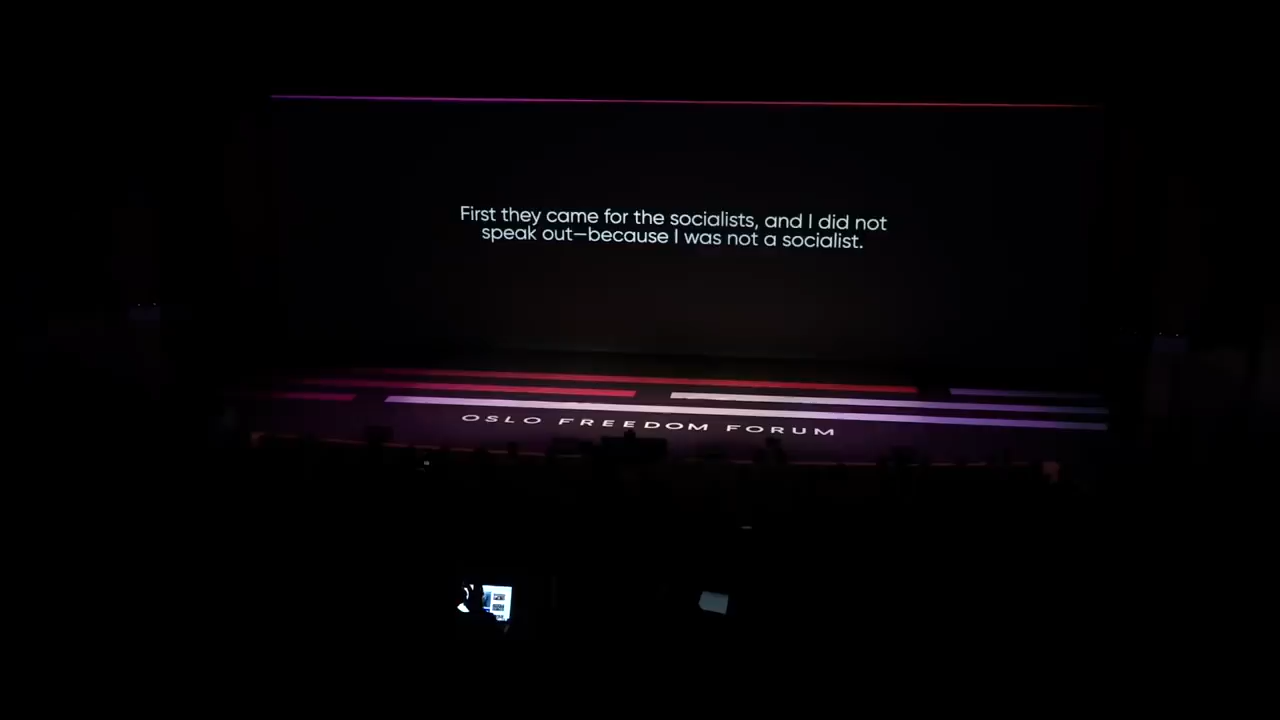 First they came for the socialists, and I did not
speak out—because I was not a socialist.
OSLO FREEDOM FORUM